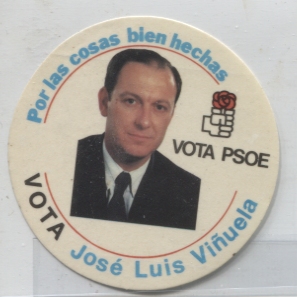 Por las cosas bien hechas
VOTA PSOE
VOTA José Luis Viñuela